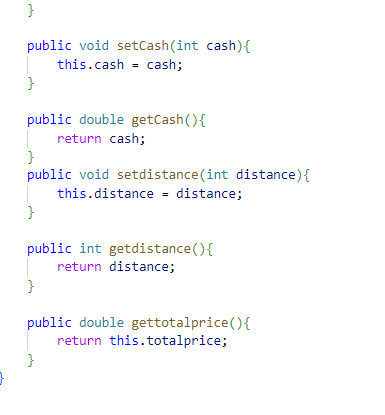 }
public void setCash(int cash){
this.cash = cash;
}
public double getCash(){
return cash;
}
public void setdistance(int distance){
this.distance = distance;
}
public int getdistance(){
return distance;
}
public double gettotalprice(){
return this.totalprice;
}
}